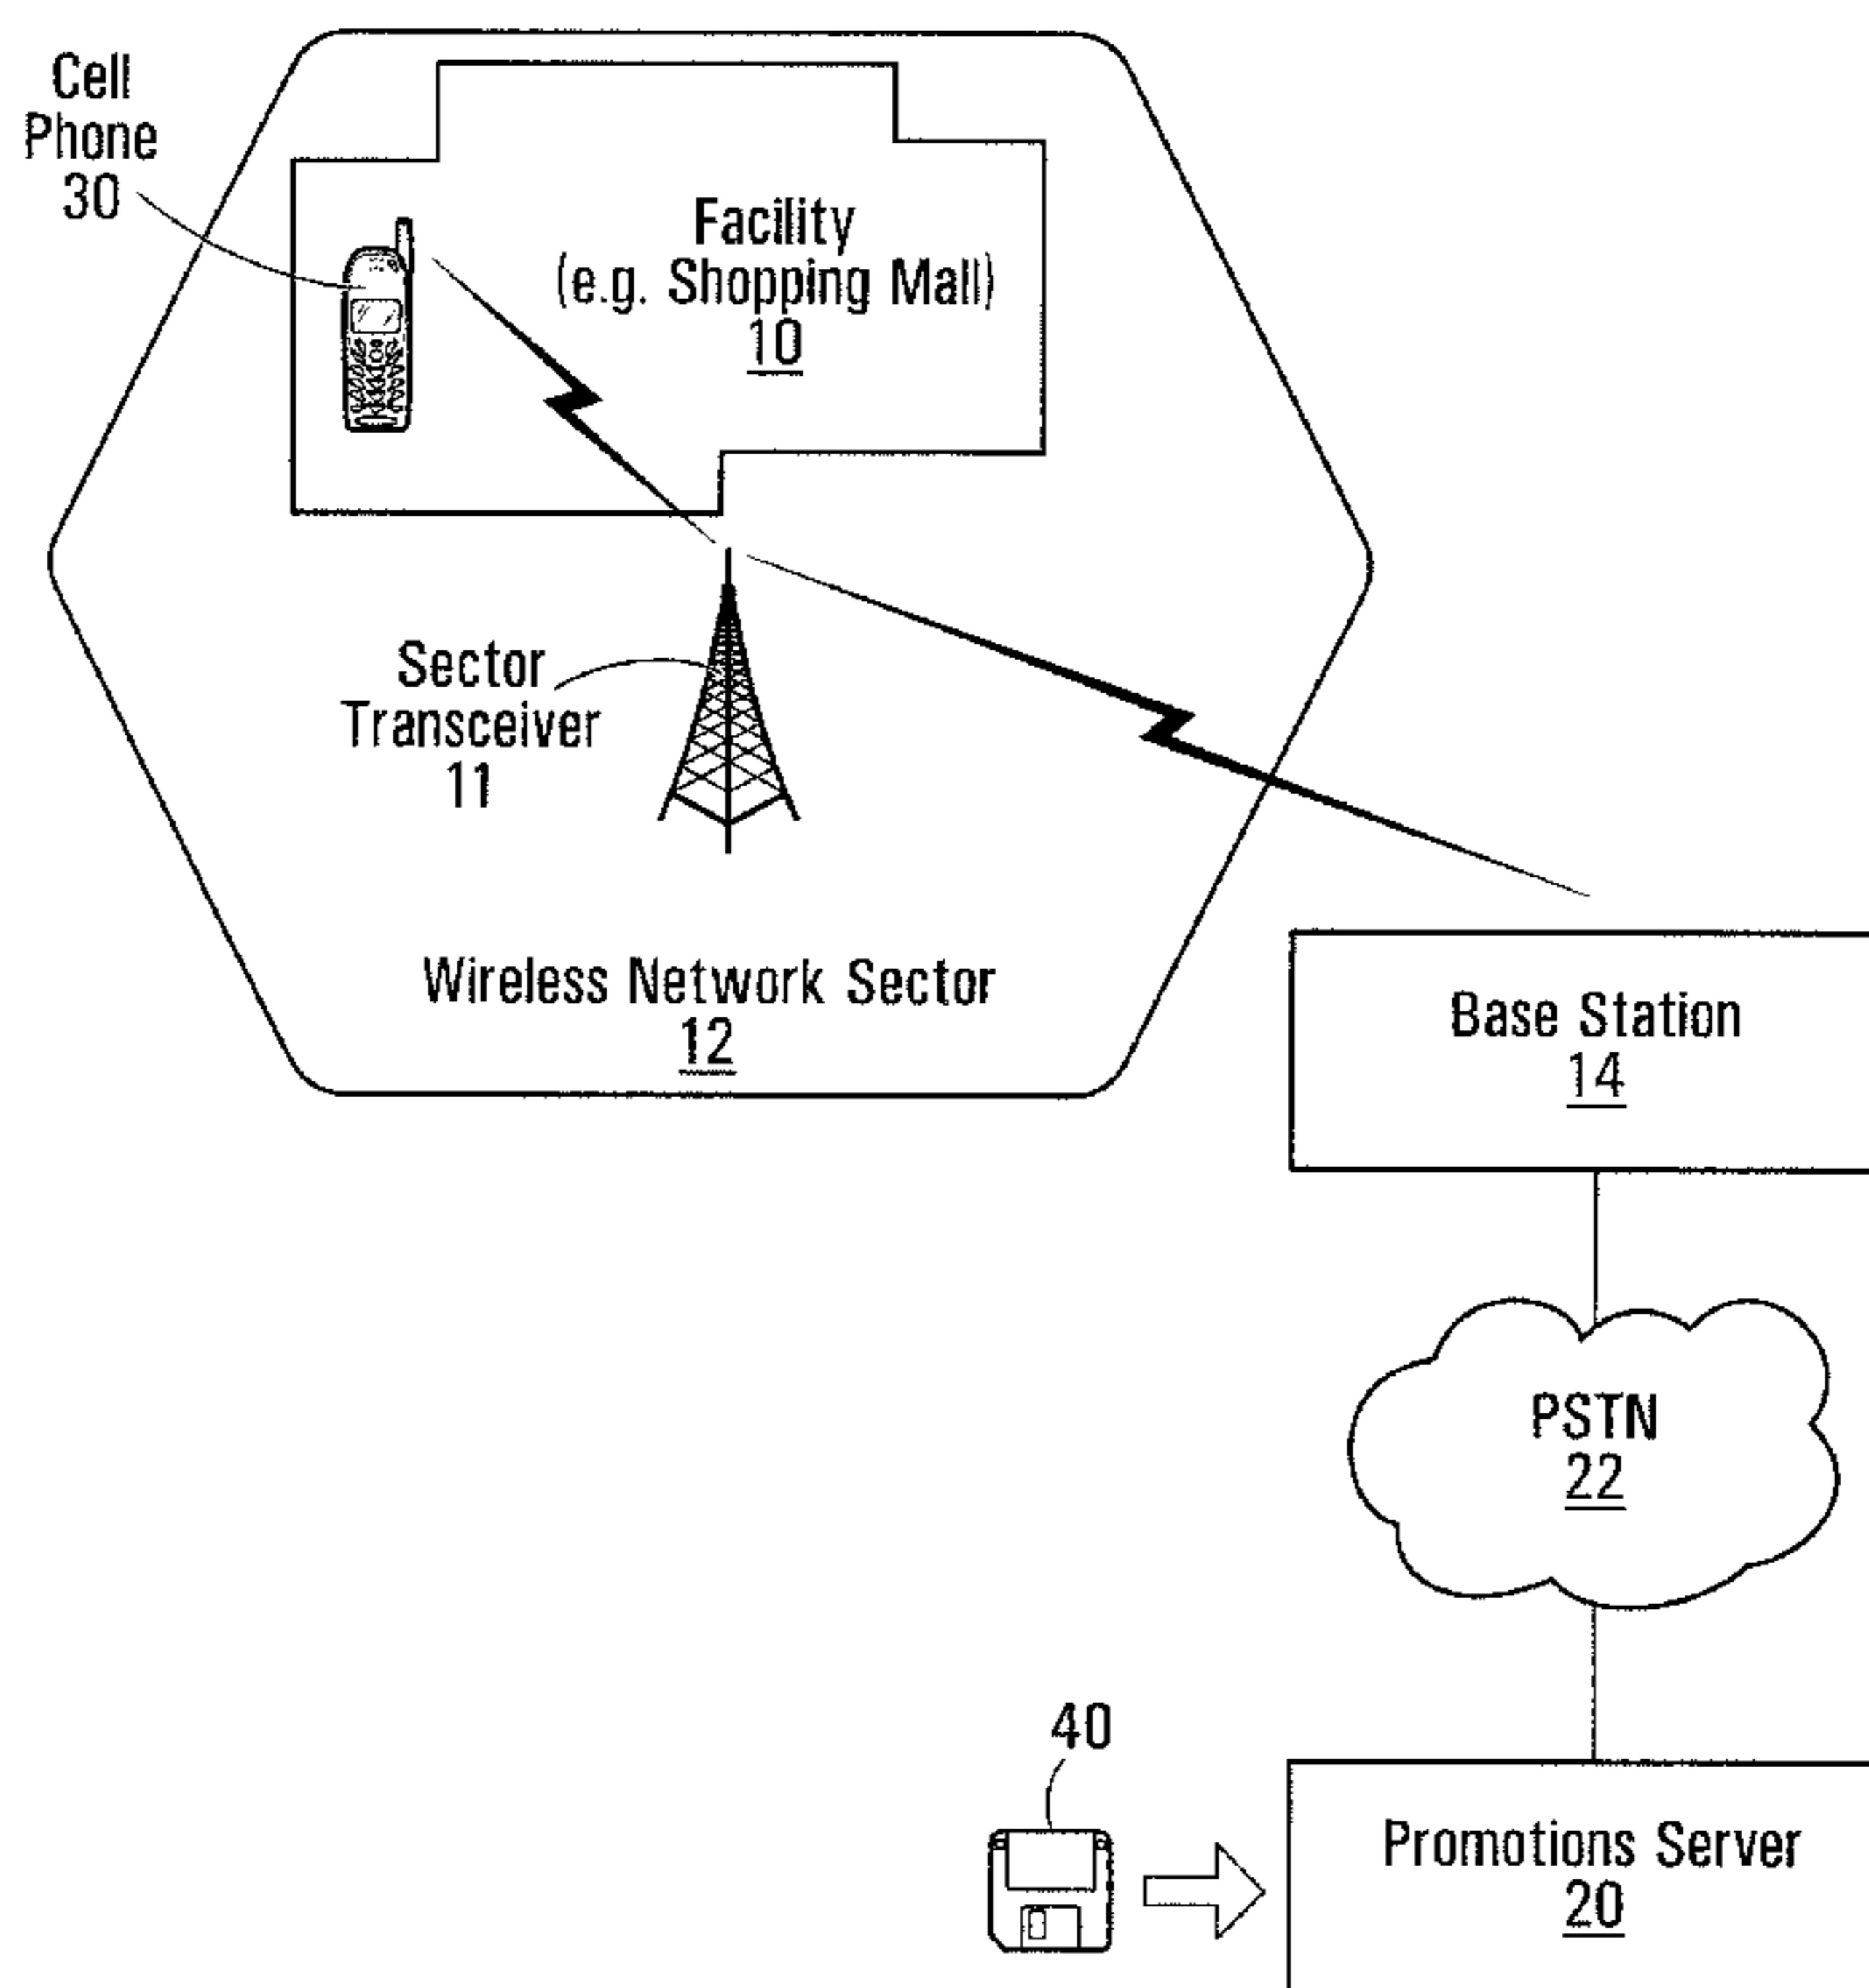 Cell
Phone
30
Facility
(e.g. Shopping Mall)
10
Sector
Transceiver
11
Wireless Network Sector
12
Base Station
14
PSTN
22
40
Promotions Server
20